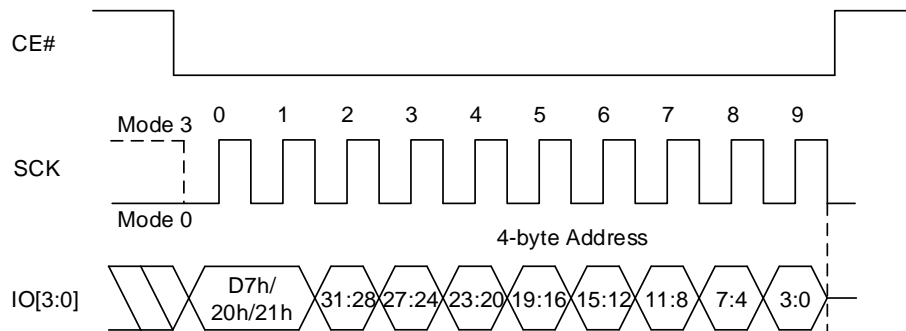 CE#
0 1 2 3 4 5 6 7 8 9
Mode 3
SCK
Mode 0
4-byte Address
IO[3:0]
D7h/
20h/21h
31:28 27:24 23:20 19:16 15:12 11:8 7:4 3:0